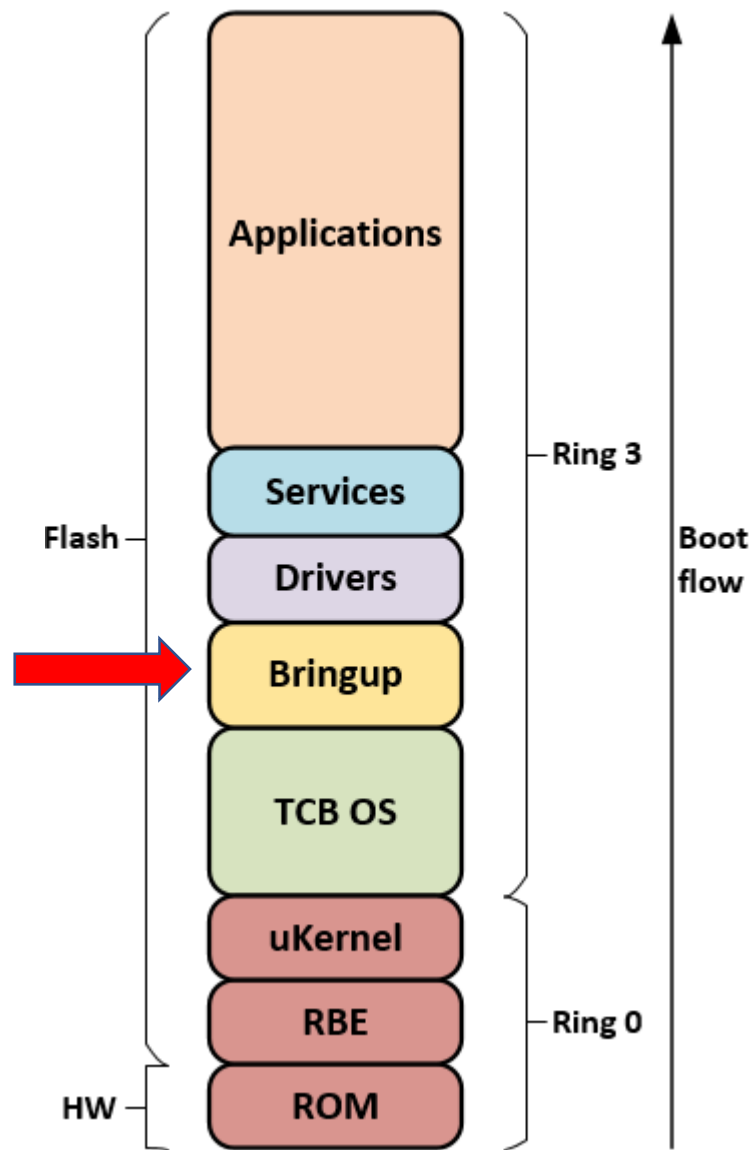 Applications
Ring 3
Services
Flash
Boot
flow
Drivers
Bringup
TCB OS
uKernel
RBE
Ring 0
HW
ROM